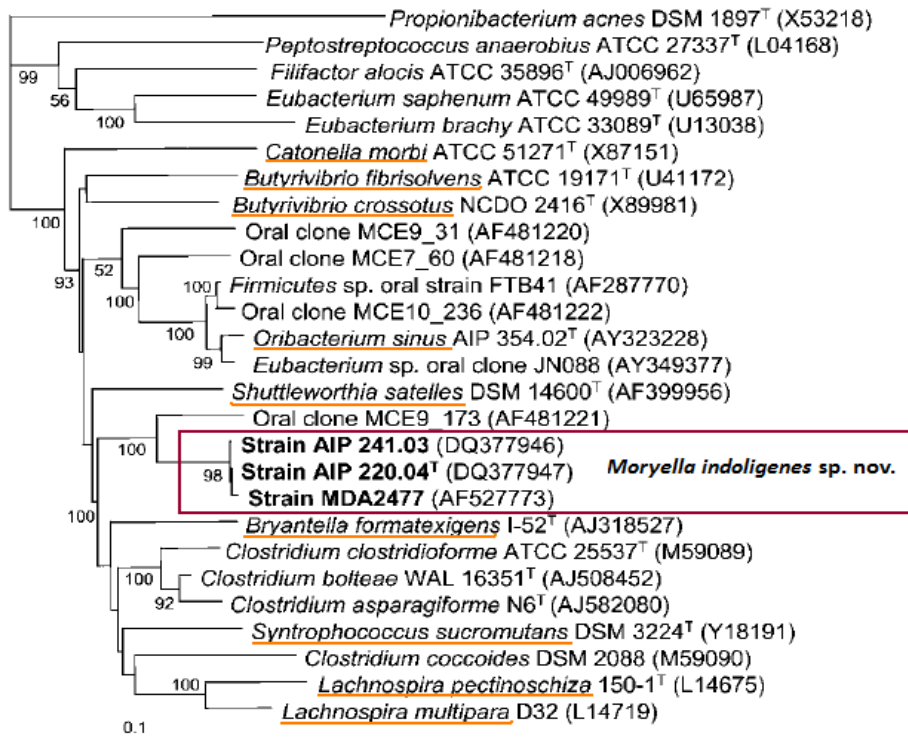 Propionibacterium acnes DSM 1897ᵀ (X53218)
Peptostreptococcus anaerobius ATCC 27337ᵀ (L04168)
99
Filifactor alocis ATCC 35896ᵀ (AJ006962)
56
Eubacterium saphenum ATCC 49989ᵀ (U65987)
100
Eubacterium brachy ATCC 33089ᵀ (U13038)
Catonella morbi ATCC 51271ᵀ (X87151)
Butyrivibrio fibrisolvens ATCC 19171ᵀ (U41172)
100
Butyrivibrio crossotus NCDO 2416ᵀ (X89981)
Oral clone MCE9_31 (AF481220)
93
52
Oral clone MCE7_60 (AF481218)
100
Firmicutes sp. oral strain FTB41 (AF287770)
100
Oral clone MCE10_236 (AF481222)
100
Oribacterium sinus AIP 354.02ᵀ (AY323228)
99
Eubacterium sp. oral clone JN088 (AY349377)
Shuttleworthia satelles DSM 14600ᵀ (AF399956)
Oral clone MCE9_173 (AF481221)
100
Strain AIP 241.03 (DQ377946)
98
Strain AIP 220.04ᵀ (DQ377947)
Moryella indoligenes sp. nov.
Strain MDA2477 (AF527773)
100
Bryantella formatexigens I-52ᵀ (AJ318527)
Clostridium clostridioforme ATCC 25537ᵀ (M59089)
100
Clostridium bolteae WAL 16351ᵀ (AJ508452)
92
Clostridium asparagiforme N6ᵀ (AJ582080)
Syntrophococcus sucromutans DSM 3224ᵀ (Y18191)
Clostridium coccoides DSM 2088 (M59090)
100
Lachnospira pectinoschiza 150-1ᵀ (L14675)
Lachnospira multipara D32 (L14719)
0.1